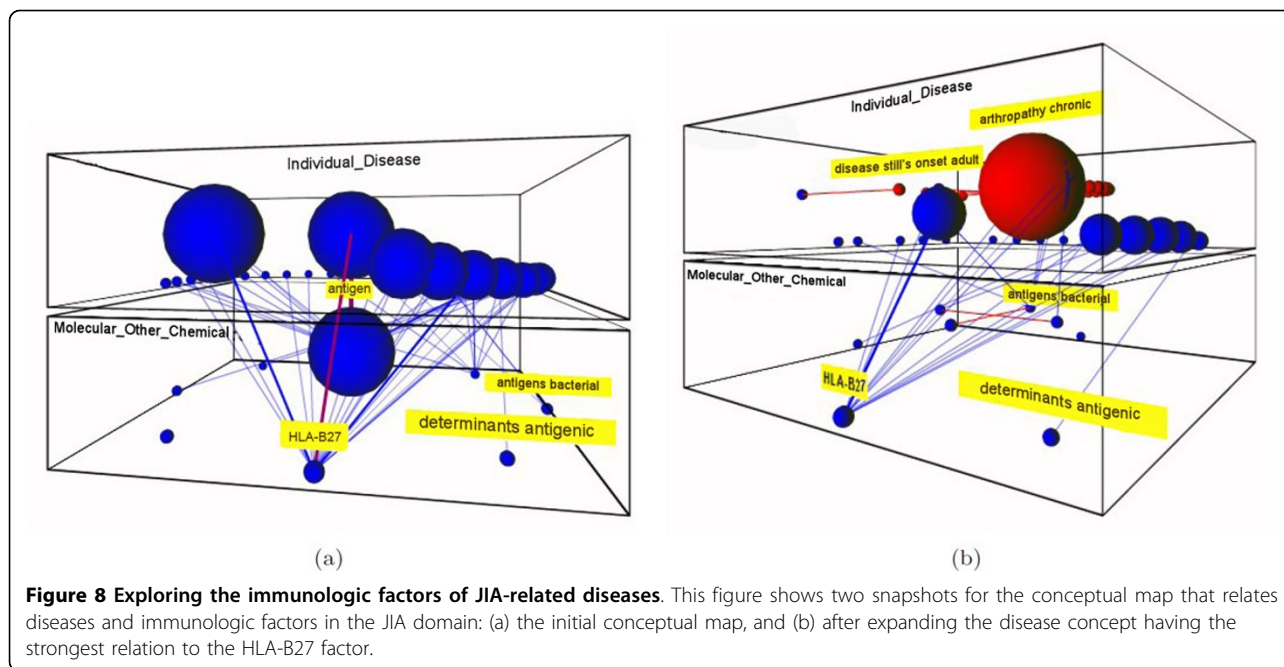 Individual_Disease
antigen
Molecular_Other_Chemical
antigens bacterial
determinants antigenic
HLA-B27
(a)
Individual_Disease
arthropathy chronic
disease still's onset adult
Molecular_Other_Chemical
antigens bacterial
HLA-B27
determinants antigenic
(b)
Figure 8 Exploring the immunologic factors of JIA-related diseases. This figure shows two snapshots for the conceptual map that relates
diseases and immunologic factors in the JIA domain: (a) the initial conceptual map, and (b) after expanding the disease concept having the
strongest relation to the HLA-B27 factor.